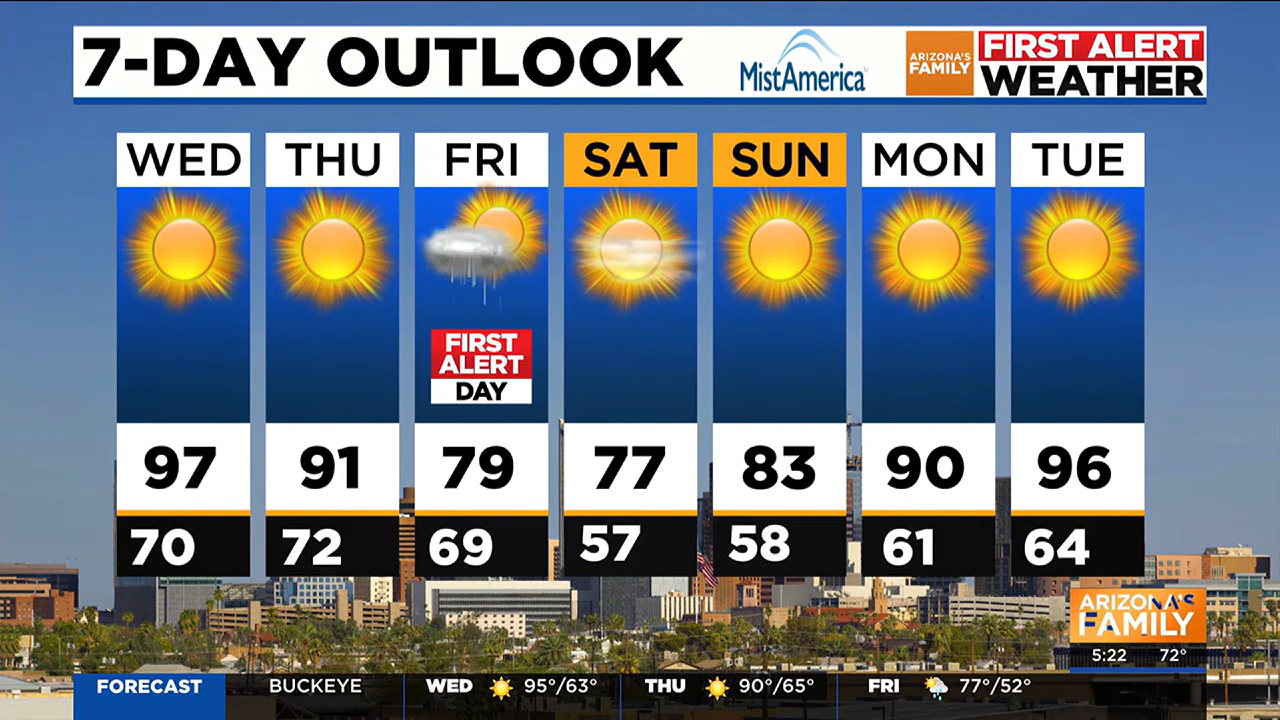 7-DAY OUTLOOK
MistAmerica
ARIZONA'S
FAMILY
FIRST ALERT
WEATHER
WED THU FRI SAT SUN MON TUE
FIRST
ALERT
DAY
97 91 79 77 83 90 96
70 72 69 57 58 61 64
ARIZONA'S
FAMILY
5:22 72°
FORECAST BUCKEYE WED 95°/63° THU 90°/65° FRI 77°/52°